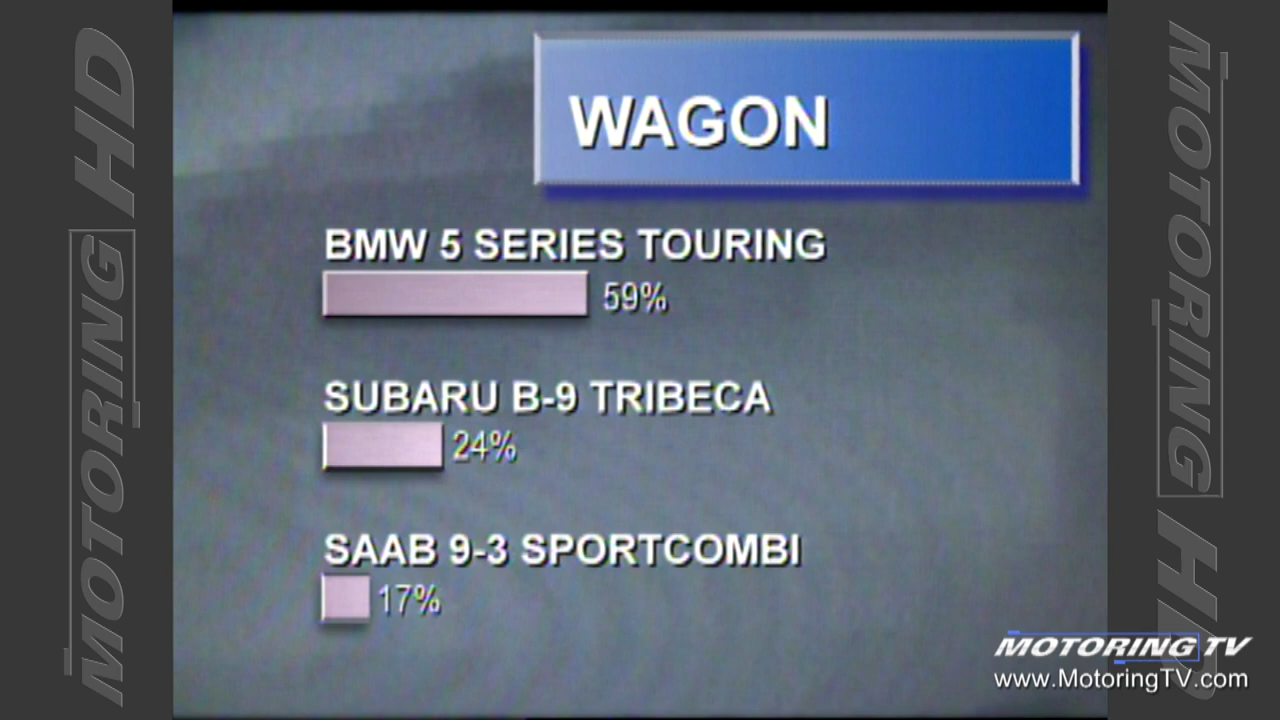 MOTORING HD
WAGON
BMW 5 SERIES TOURING
59%
SUBARU B-9 TRIBECA
24%
SAAB 9-3 SPORTCOMBI
17%
MOTORING HD
MOTORING TV
www.MotoringTV.com